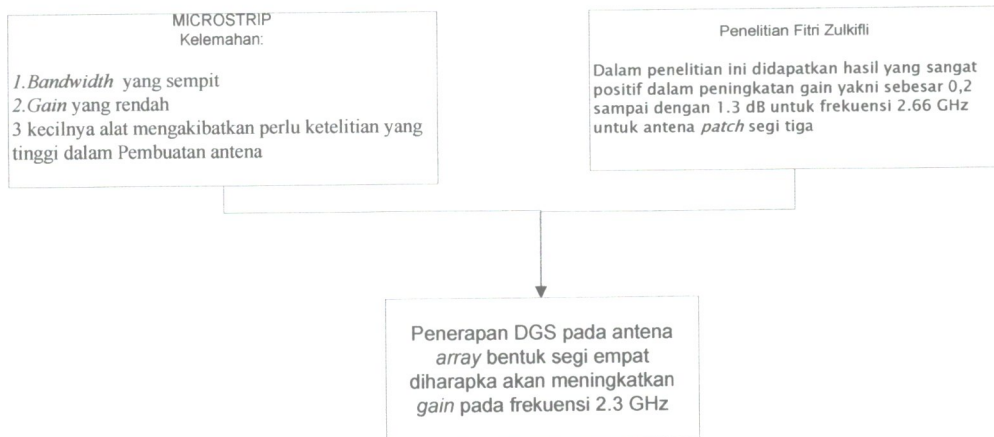 MICROSTRIP
Kelemahan:
1.Bandwidth yang sempit
2.Gain yang rendah
3 kecilnya alat mengakibatkan perlu ketelitian yang
tinggi dalam Pembuatan antena
Penelitian Fitri Zulkifli
Dalam penelitian ini didapatkan hasil yang sangat
positif dalam peningkatan gain yakni sebesar 0,2
sampai dengan 1.3 dB untuk frekuensi 2.66 GHz
untuk antena patch segi tiga
Penerapan DGS pada antena
array bentuk segi empat
diharapka akan meningkatkan
gain pada frekuensi 2.3 GHz